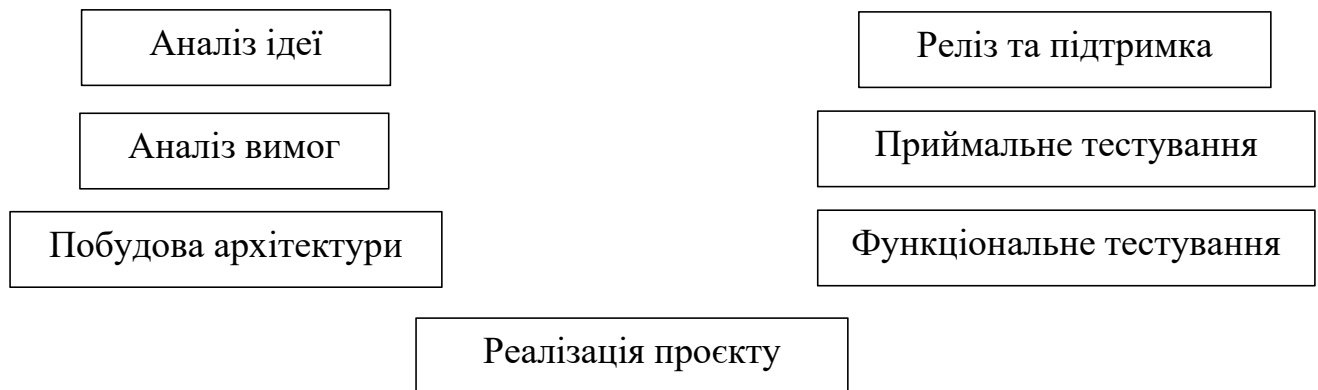 Аналіз ідеї
Реліз та підтримка
Аналіз вимог
Приймальне тестування
Побудова архітектури
Функціональне тестування
Реалізація проєкту